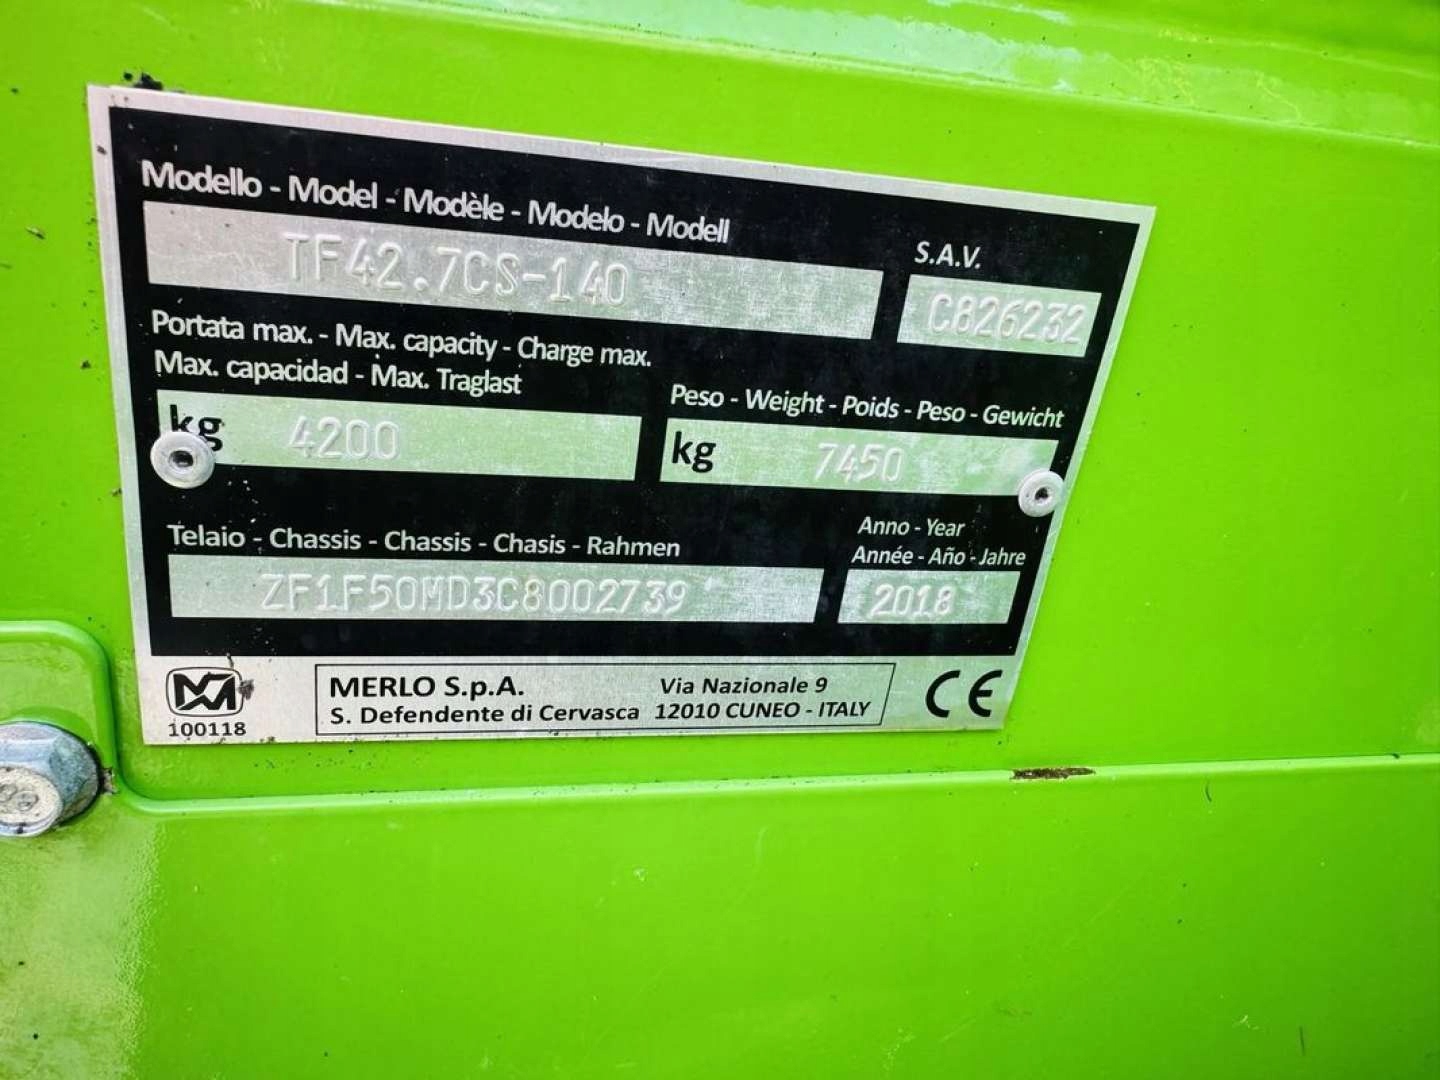 Modello - Model - Modèle - Modelo - Modell
TF42.7CS-140
S.A.V.
C826232
Portata max. - Max. capacity - Charge max.
Max. capacidad - Max. Traglast
kg 4200
Peso - Weight - Poids - Peso - Gewicht
kg 7450
Telaio - Chassis - Chassis - Chasis - Rahmen
ZF1F50MD3C8002739
Anno - Year
Année - Año - Jahre
2018
100118
MERLO S.p.A.
S. Defendente di Cervasca
Via Nazionale 9
12010 CUNEO - ITALY
CE